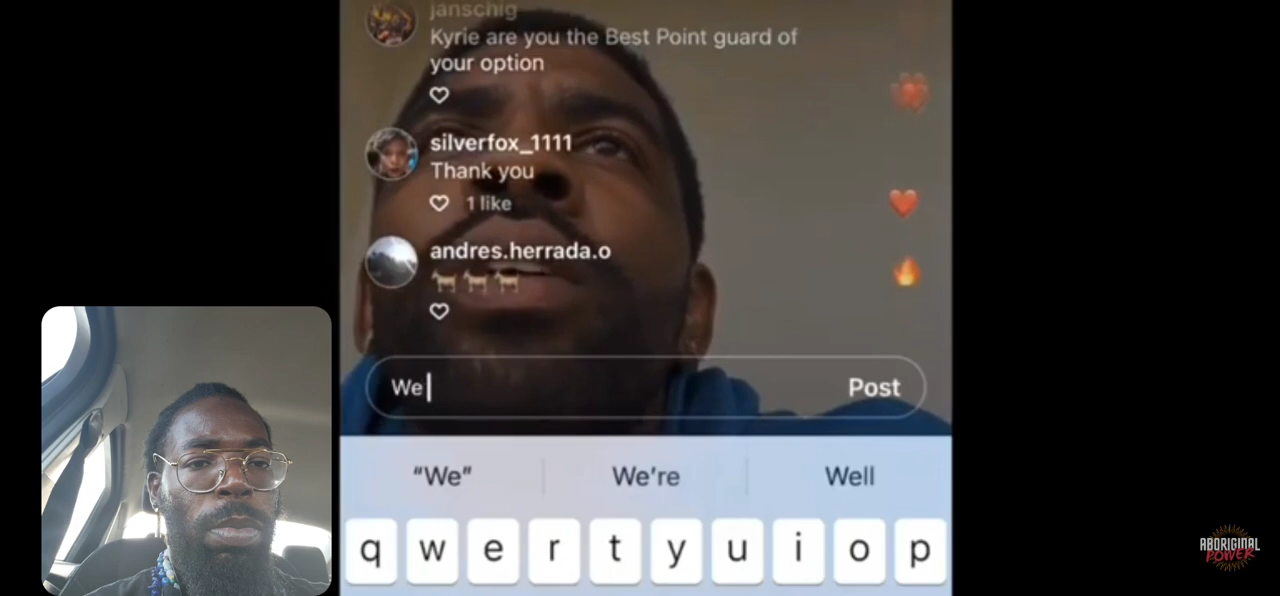 janschig
Kyrie are you the Best Point guard of
your option
silverfox_1111
Thank you
1 like
andres.herrada.o
🐐🐐🐐
We
Post
“We”
We're
Well
q w e r t y u i o p
ABORIGINAL
POWER